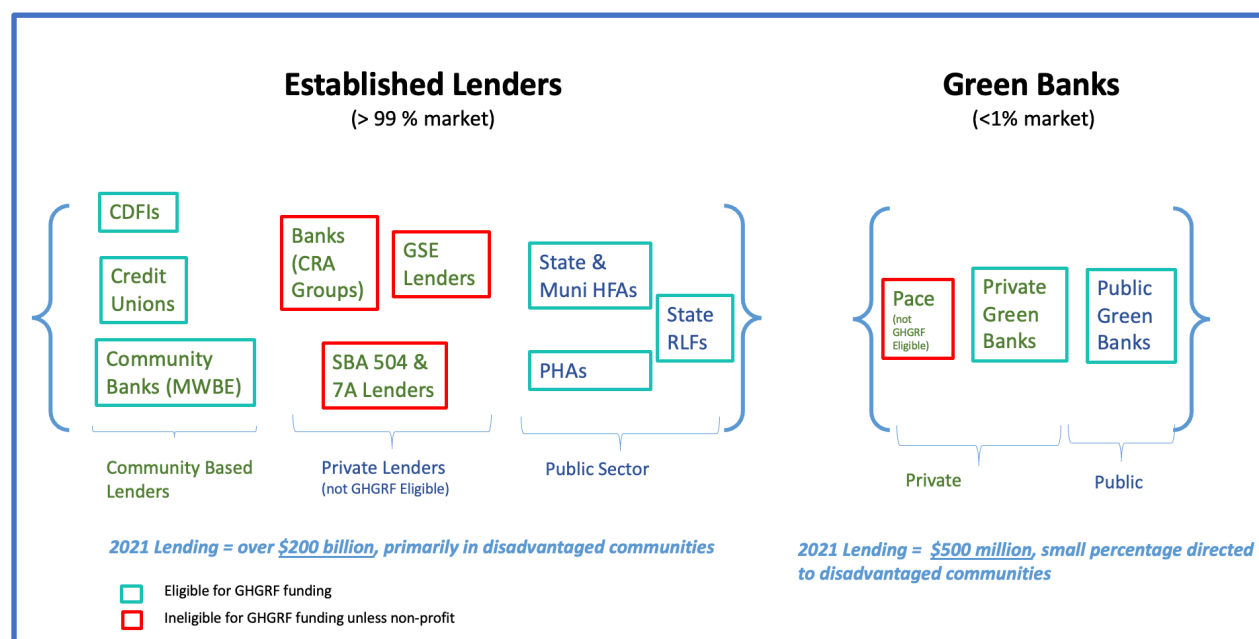 Established Lenders
(> 99 % market)
Green Banks
(<1% market)
CDFIs
Credit
Unions
Community
Banks (MWBE)
Banks
(CRA
Groups)
GSE
Lenders
SBA 504 &
7A Lenders
State &
Muni HFAs
State
RLFs
PHAs
Pace
(not
GHGRF
Eligible)
Private
Green
Banks
Public
Green
Banks
Community Based
Lenders
Private Lenders
(not GHGRF Eligible)
Public Sector
Private
Public
2021 Lending = over $200 billion, primarily in disadvantaged communities
2021 Lending = $500 million, small percentage directed
to disadvantaged communities
Eligible for GHGRF funding
Ineligible for GHGRF funding unless non-profit